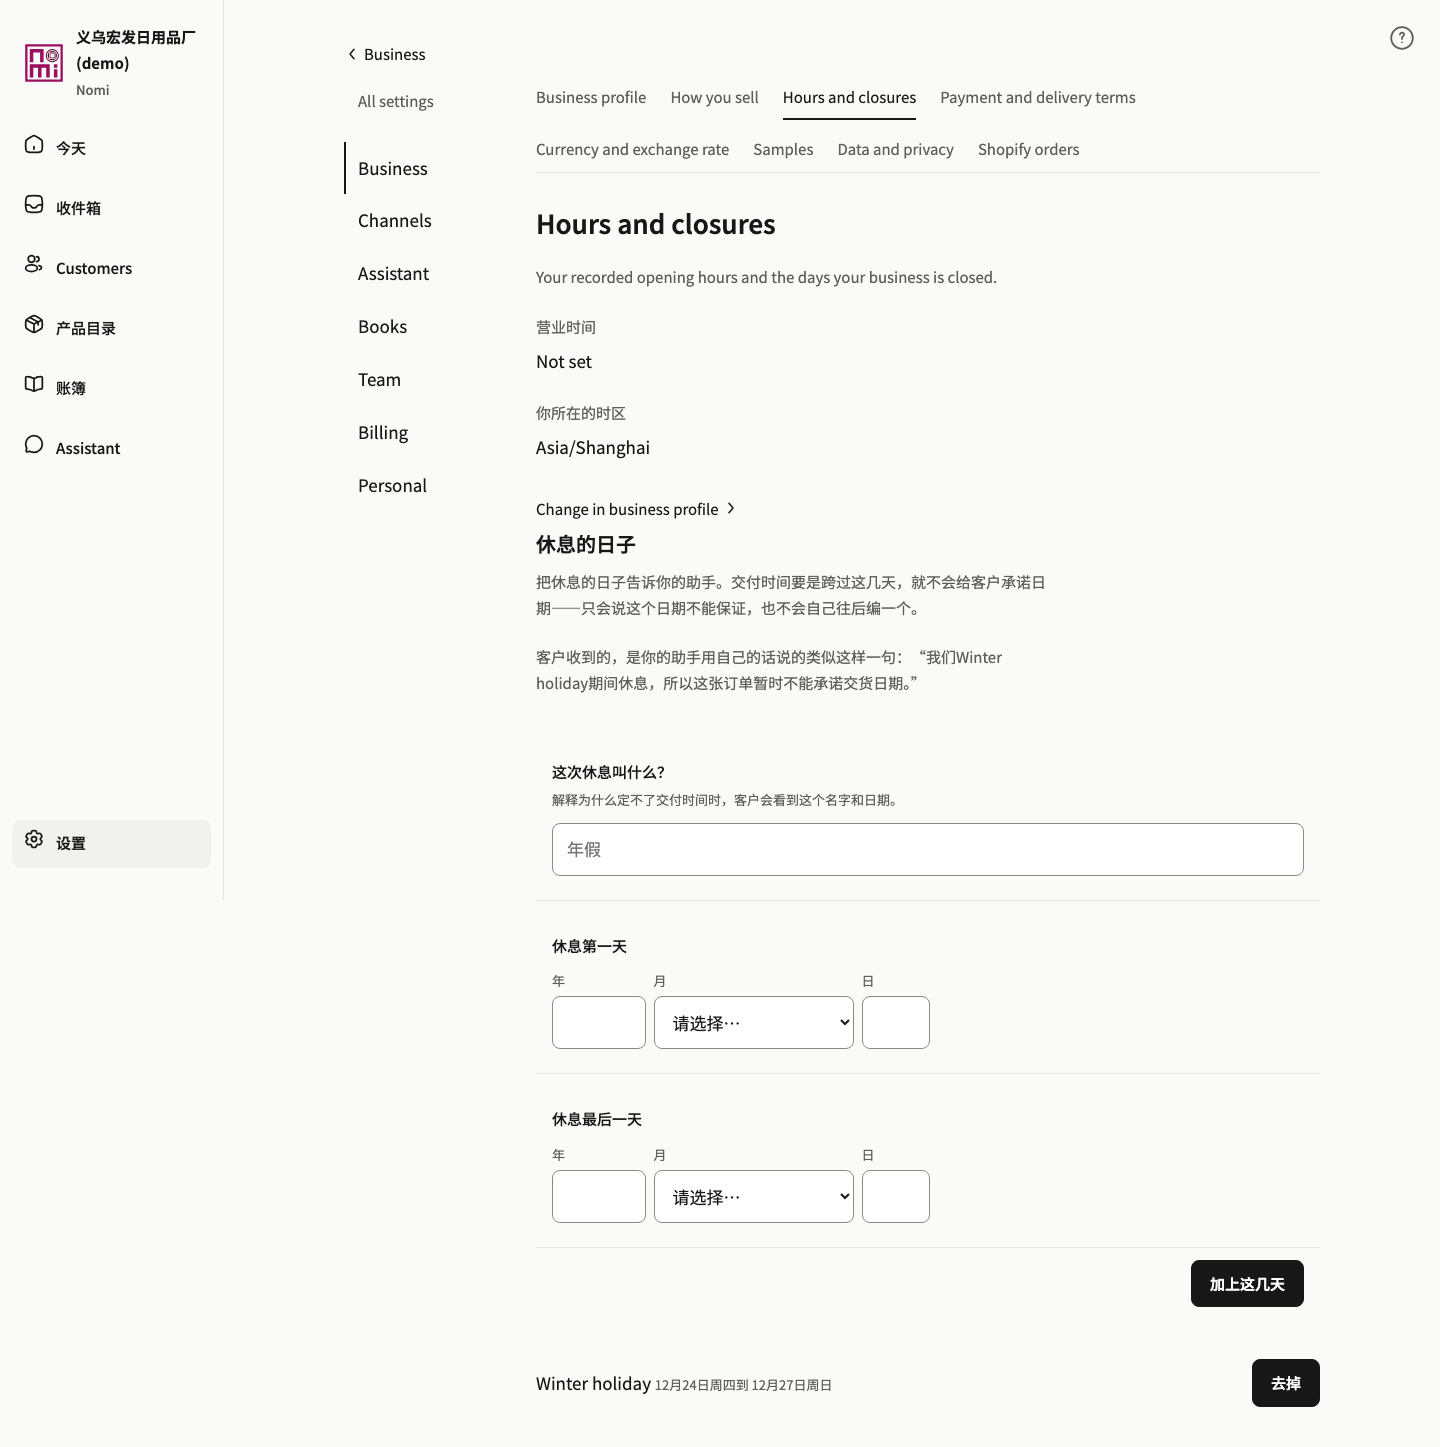 义乌宏发日用品厂
(demo)
Nomi
今天
收件箱
Customers
产品目录
账簿
Assistant
设置
Business
All settings
Business
Channels
Assistant
Books
Team
Billing
Personal
Business profile How you sell Hours and closures Payment and delivery terms
Currency and exchange rate Samples Data and privacy Shopify orders
Hours and closures
Your recorded opening hours and the days your business is closed.
营业时间
Not set
你所在的时区
Asia/Shanghai
Change in business profile
休息的日子
把休息的日子告诉你的助手。交付时间要是跨过这几天，就不会给客户承诺日
期——只会说这个日期不能保证，也不会自己往后编一个。
客户收到的，是你的助手用自己的话说的类似这样一句：“我们Winter
holiday期间休息，所以这张订单暂时不能承诺交货日期。”
这次休息叫什么？
解释为什么定不了交付时间时，客户会看到这个名字和日期。
年假
休息第一天
年 月 日
请选择…
休息最后一天
年 月 日
请选择…
加上这几天
Winter holiday 12月24日周四到 12月27日周日
去掉